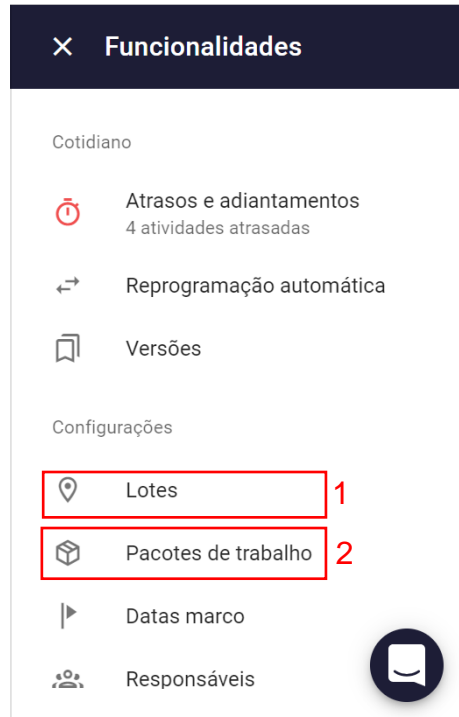 Funcionalidades
Cotidiano
Atrasos e adiantamentos
4 atividades atrasadas
Reprogramação automática
Versões
Configurações
Lotes 1
Pacotes de trabalho 2
Datas marco
Responsáveis